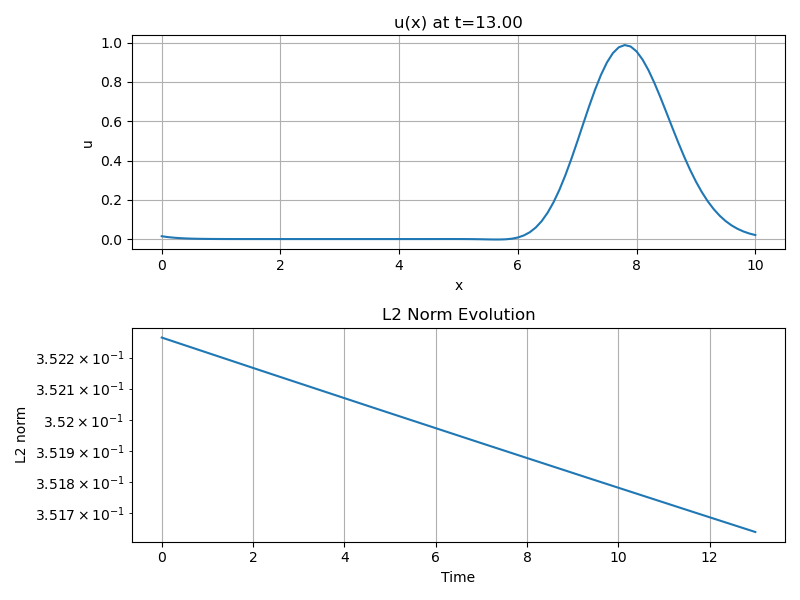 u(x) at t=13.00
1.0
0.8
0.6
0.4
0.2
0.0
u
0 2 4 6 8 10
x
L2 Norm Evolution
3.522 × 10⁻¹
3.521 × 10⁻¹
3.52 × 10⁻¹
3.519 × 10⁻¹
3.518 × 10⁻¹
3.517 × 10⁻¹
L2 norm
0 2 4 6 8 10 12
Time